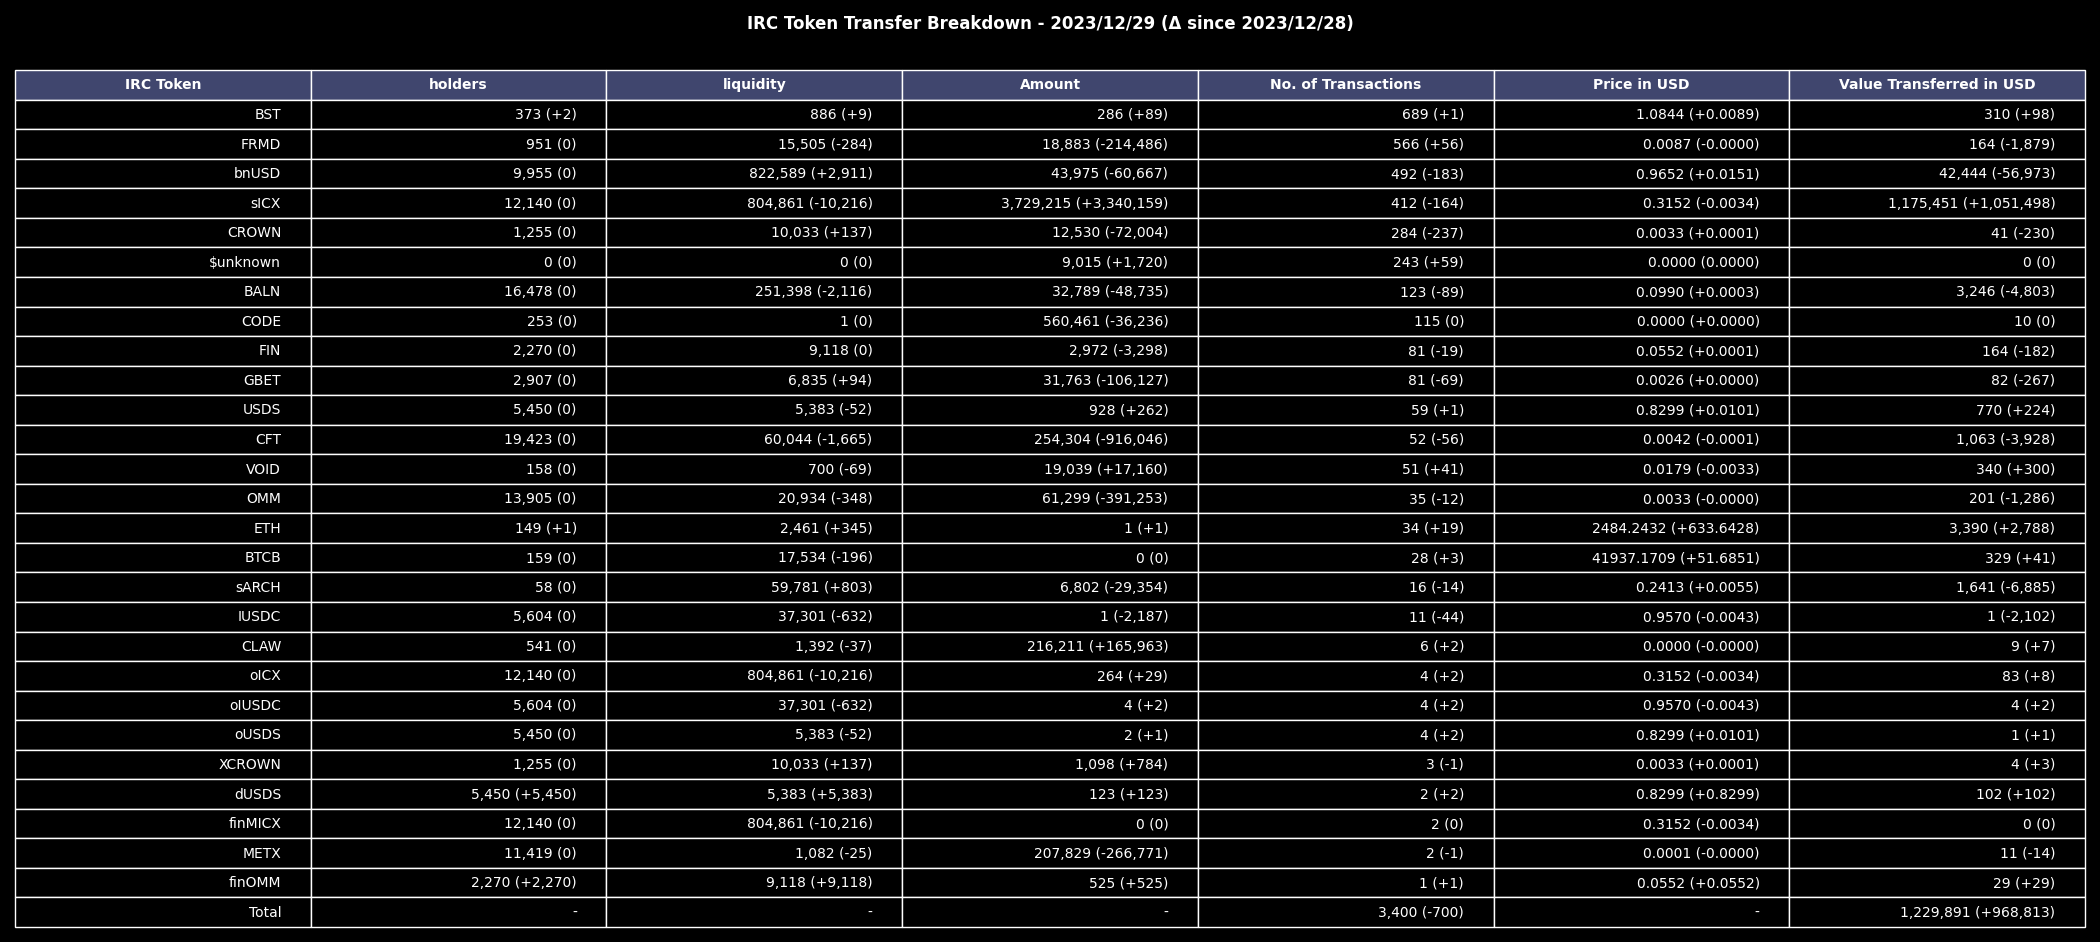 IRC Token Transfer Breakdown - 2023/12/29 (Δ since 2023/12/28)
IRC Token holders liquidity Amount No. of Transactions Price in USD Value Transferred in USD
BST 373 (+2) 886 (+9) 286 (+89) 689 (+1) 1.0844 (+0.0089) 310 (+98)
FRMD 951 (0) 15,505 (-284) 18,883 (-214,486) 566 (+56) 0.0087 (-0.0000) 164 (-1,879)
bnUSD 9,955 (0) 822,589 (+2,911) 43,975 (-60,667) 492 (-183) 0.9652 (+0.0151) 42,444 (-56,973)
sICX 12,140 (0) 804,861 (-10,216) 3,729,215 (+3,340,159) 412 (-164) 0.3152 (-0.0034) 1,175,451 (+1,051,498)
CROWN 1,255 (0) 10,033 (+137) 12,530 (-72,004) 284 (-237) 0.0033 (+0.0001) 41 (-230)
$unknown 0 (0) 0 (0) 9,015 (+1,720) 243 (+59) 0.0000 (0.0000) 0 (0)
BALN 16,478 (0) 251,398 (-2,116) 32,789 (-48,735) 123 (-89) 0.0990 (+0.0003) 3,246 (-4,803)
CODE 253 (0) 1 (0) 560,461 (-36,236) 115 (0) 0.0000 (+0.0000) 10 (0)
FIN 2,270 (0) 9,118 (0) 2,972 (-3,298) 81 (-19) 0.0552 (+0.0001) 164 (-182)
GBET 2,907 (0) 6,835 (+94) 31,763 (-106,127) 81 (-69) 0.0026 (+0.0000) 82 (-267)
USDS 5,450 (0) 5,383 (-52) 928 (+262) 59 (+1) 0.8299 (+0.0101) 770 (+224)
CFT 19,423 (0) 60,044 (-1,665) 254,304 (-916,046) 52 (-56) 0.0042 (-0.0001) 1,063 (-3,928)
VOID 158 (0) 700 (-69) 19,039 (+17,160) 51 (+41) 0.0179 (-0.0033) 340 (+300)
OMM 13,905 (0) 20,934 (-348) 61,299 (-391,253) 35 (-12) 0.0033 (-0.0000) 201 (-1,286)
ETH 149 (+1) 2,461 (+345) 1 (+1) 34 (+19) 2484.2432 (+633.6428) 3,390 (+2,788)
BTCB 159 (0) 17,534 (-196) 0 (0) 28 (+3) 41937.1709 (+51.6851) 329 (+41)
sARCH 58 (0) 59,781 (+803) 6,802 (-29,354) 16 (-14) 0.2413 (+0.0055) 1,641 (-6,885)
IUSDC 5,604 (0) 37,301 (-632) 1 (-2,187) 11 (-44) 0.9570 (-0.0043) 1 (-2,102)
CLAW 541 (0) 1,392 (-37) 216,211 (+165,963) 6 (+2) 0.0000 (-0.0000) 9 (+7)
oICX 12,140 (0) 804,861 (-10,216) 264 (+29) 4 (+2) 0.3152 (-0.0034) 83 (+8)
oIUSDC 5,604 (0) 37,301 (-632) 4 (+2) 4 (+2) 0.9570 (-0.0043) 4 (+2)
oUSDS 5,450 (0) 5,383 (-52) 2 (+1) 4 (+2) 0.8299 (+0.0101) 1 (+1)
XCROWN 1,255 (0) 10,033 (+137) 1,098 (+784) 3 (-1) 0.0033 (+0.0001) 4 (+3)
dUSDS 5,450 (+5,450) 5,383 (+5,383) 123 (+123) 2 (+2) 0.8299 (+0.8299) 102 (+102)
finMICX 12,140 (0) 804,861 (-10,216) 0 (0) 2 (0) 0.3152 (-0.0034) 0 (0)
METX 11,419 (0) 1,082 (-25) 207,829 (-266,771) 2 (-1) 0.0001 (-0.0000) 11 (-14)
finOMM 2,270 (+2,270) 9,118 (+9,118) 525 (+525) 1 (+1) 0.0552 (+0.0552) 29 (+29)
Total - - - 3,400 (-700) - 1,229,891 (+968,813)